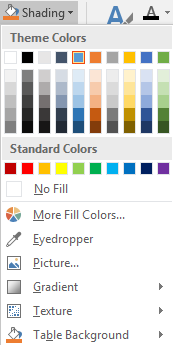 Shading
A
Theme Colors
Standard Colors
No Fill
More Fill Colors...
Eyedropper
Picture...
Gradient
Texture
Table Background